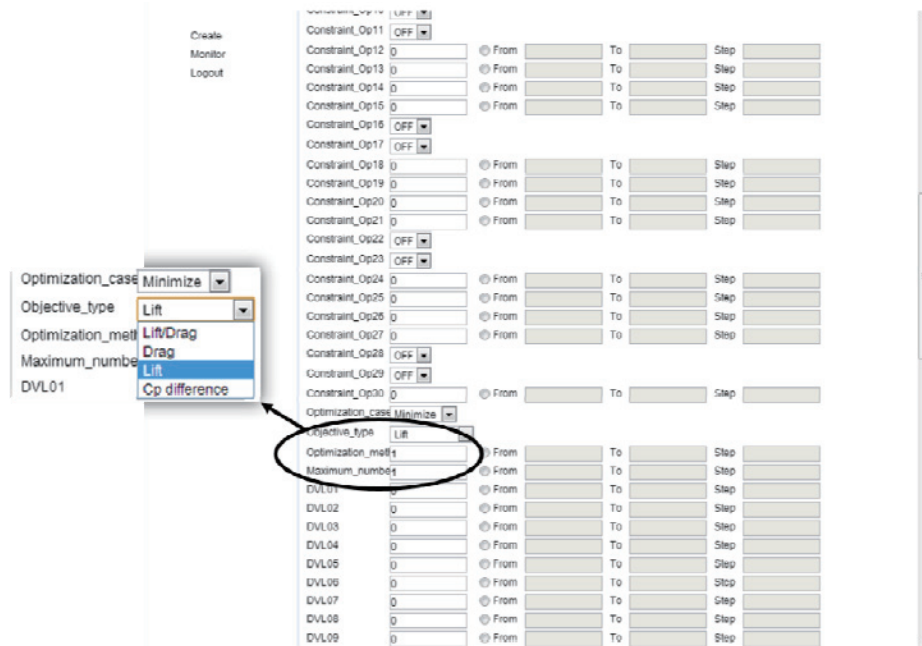 Constraint_Op10 OFF
Create
Monitor
Logout
Constraint_Op11 OFF
Constraint_Op12 0 From To Step
Constraint_Op13 0 From To Step
Constraint_Op14 0 From To Step
Constraint_Op15 0 From To Step
Constraint_Op16 OFF
Constraint_Op17 OFF
Constraint_Op18 0 From To Step
Constraint_Op19 0 From To Step
Constraint_Op20 0 From To Step
Constraint_Op21 0 From To Step
Constraint_Op22 OFF
Constraint_Op23 OFF
Constraint_Op24 0 From To Step
Constraint_Op25 0 From To Step
Constraint_Op26 0 From To Step
Constraint_Op27 0 From To Step
Constraint_Op28 OFF
Constraint_Op29 OFF
Constraint_Op30 0 From To Step
Optimization_case Minimize
Objective_type Lift
Optimization_met 1 From To Step
Maximum_numbe 1 From To Step
DVL01 0 From To Step
DVL02 0 From To Step
DVL03 0 From To Step
DVL04 0 From To Step
DVL05 0 From To Step
DVL06 0 From To Step
DVL07 0 From To Step
DVL08 0 From To Step
DVL09 0 From To Step
Optimization_case Minimize
Objective_type Lift
Optimization_met Lift/Drag
Drag
Maximum_numbe Lift
DVL01 Cp difference